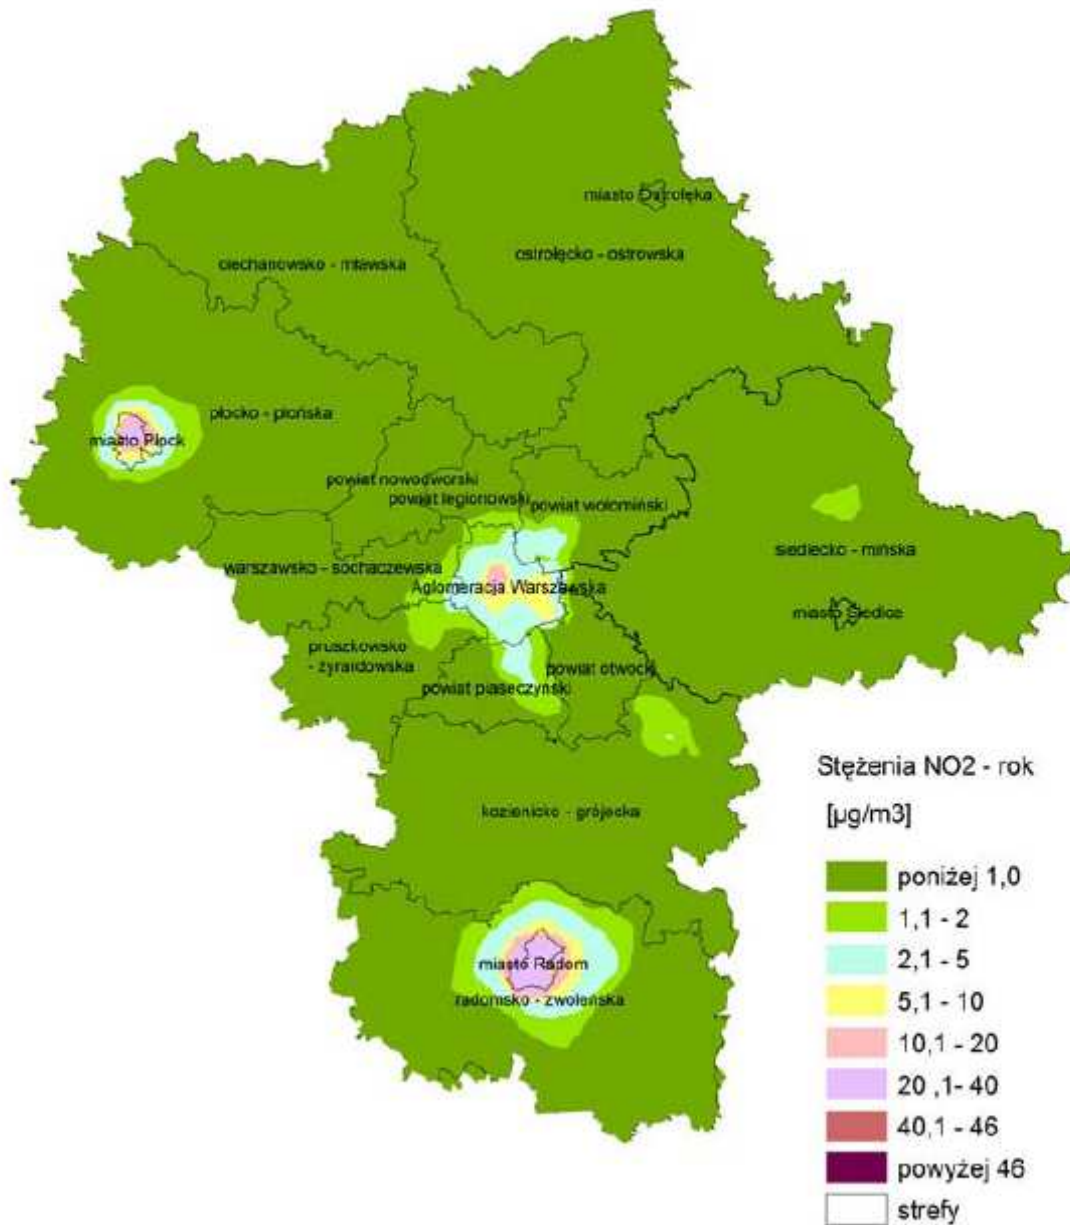 miasto Ostrołęka
ostrołęcko - ostrowska
ciechanowsko - mławska
płocko - płońska
miasto Płock
powiat nowodworski
powiat legionowski
powiat wołomiński
siedlecko - mińska
warszawsko - sochaczewska
Aglomeracja Warszawska
miasto Siedlce
pruszkowsko
- żyrardowska
powiat otwocki
powiat piaseczyński
kozienicko - grójecka
miasto Radom
radomsko - zwoleńska
Stężenia NO2 - rok
[µg/m3]
poniżej 1,0
1,1 - 2
2,1 - 5
5,1 - 10
10,1 - 20
20 ,1- 40
40,1 - 46
powyżej 46
strefy